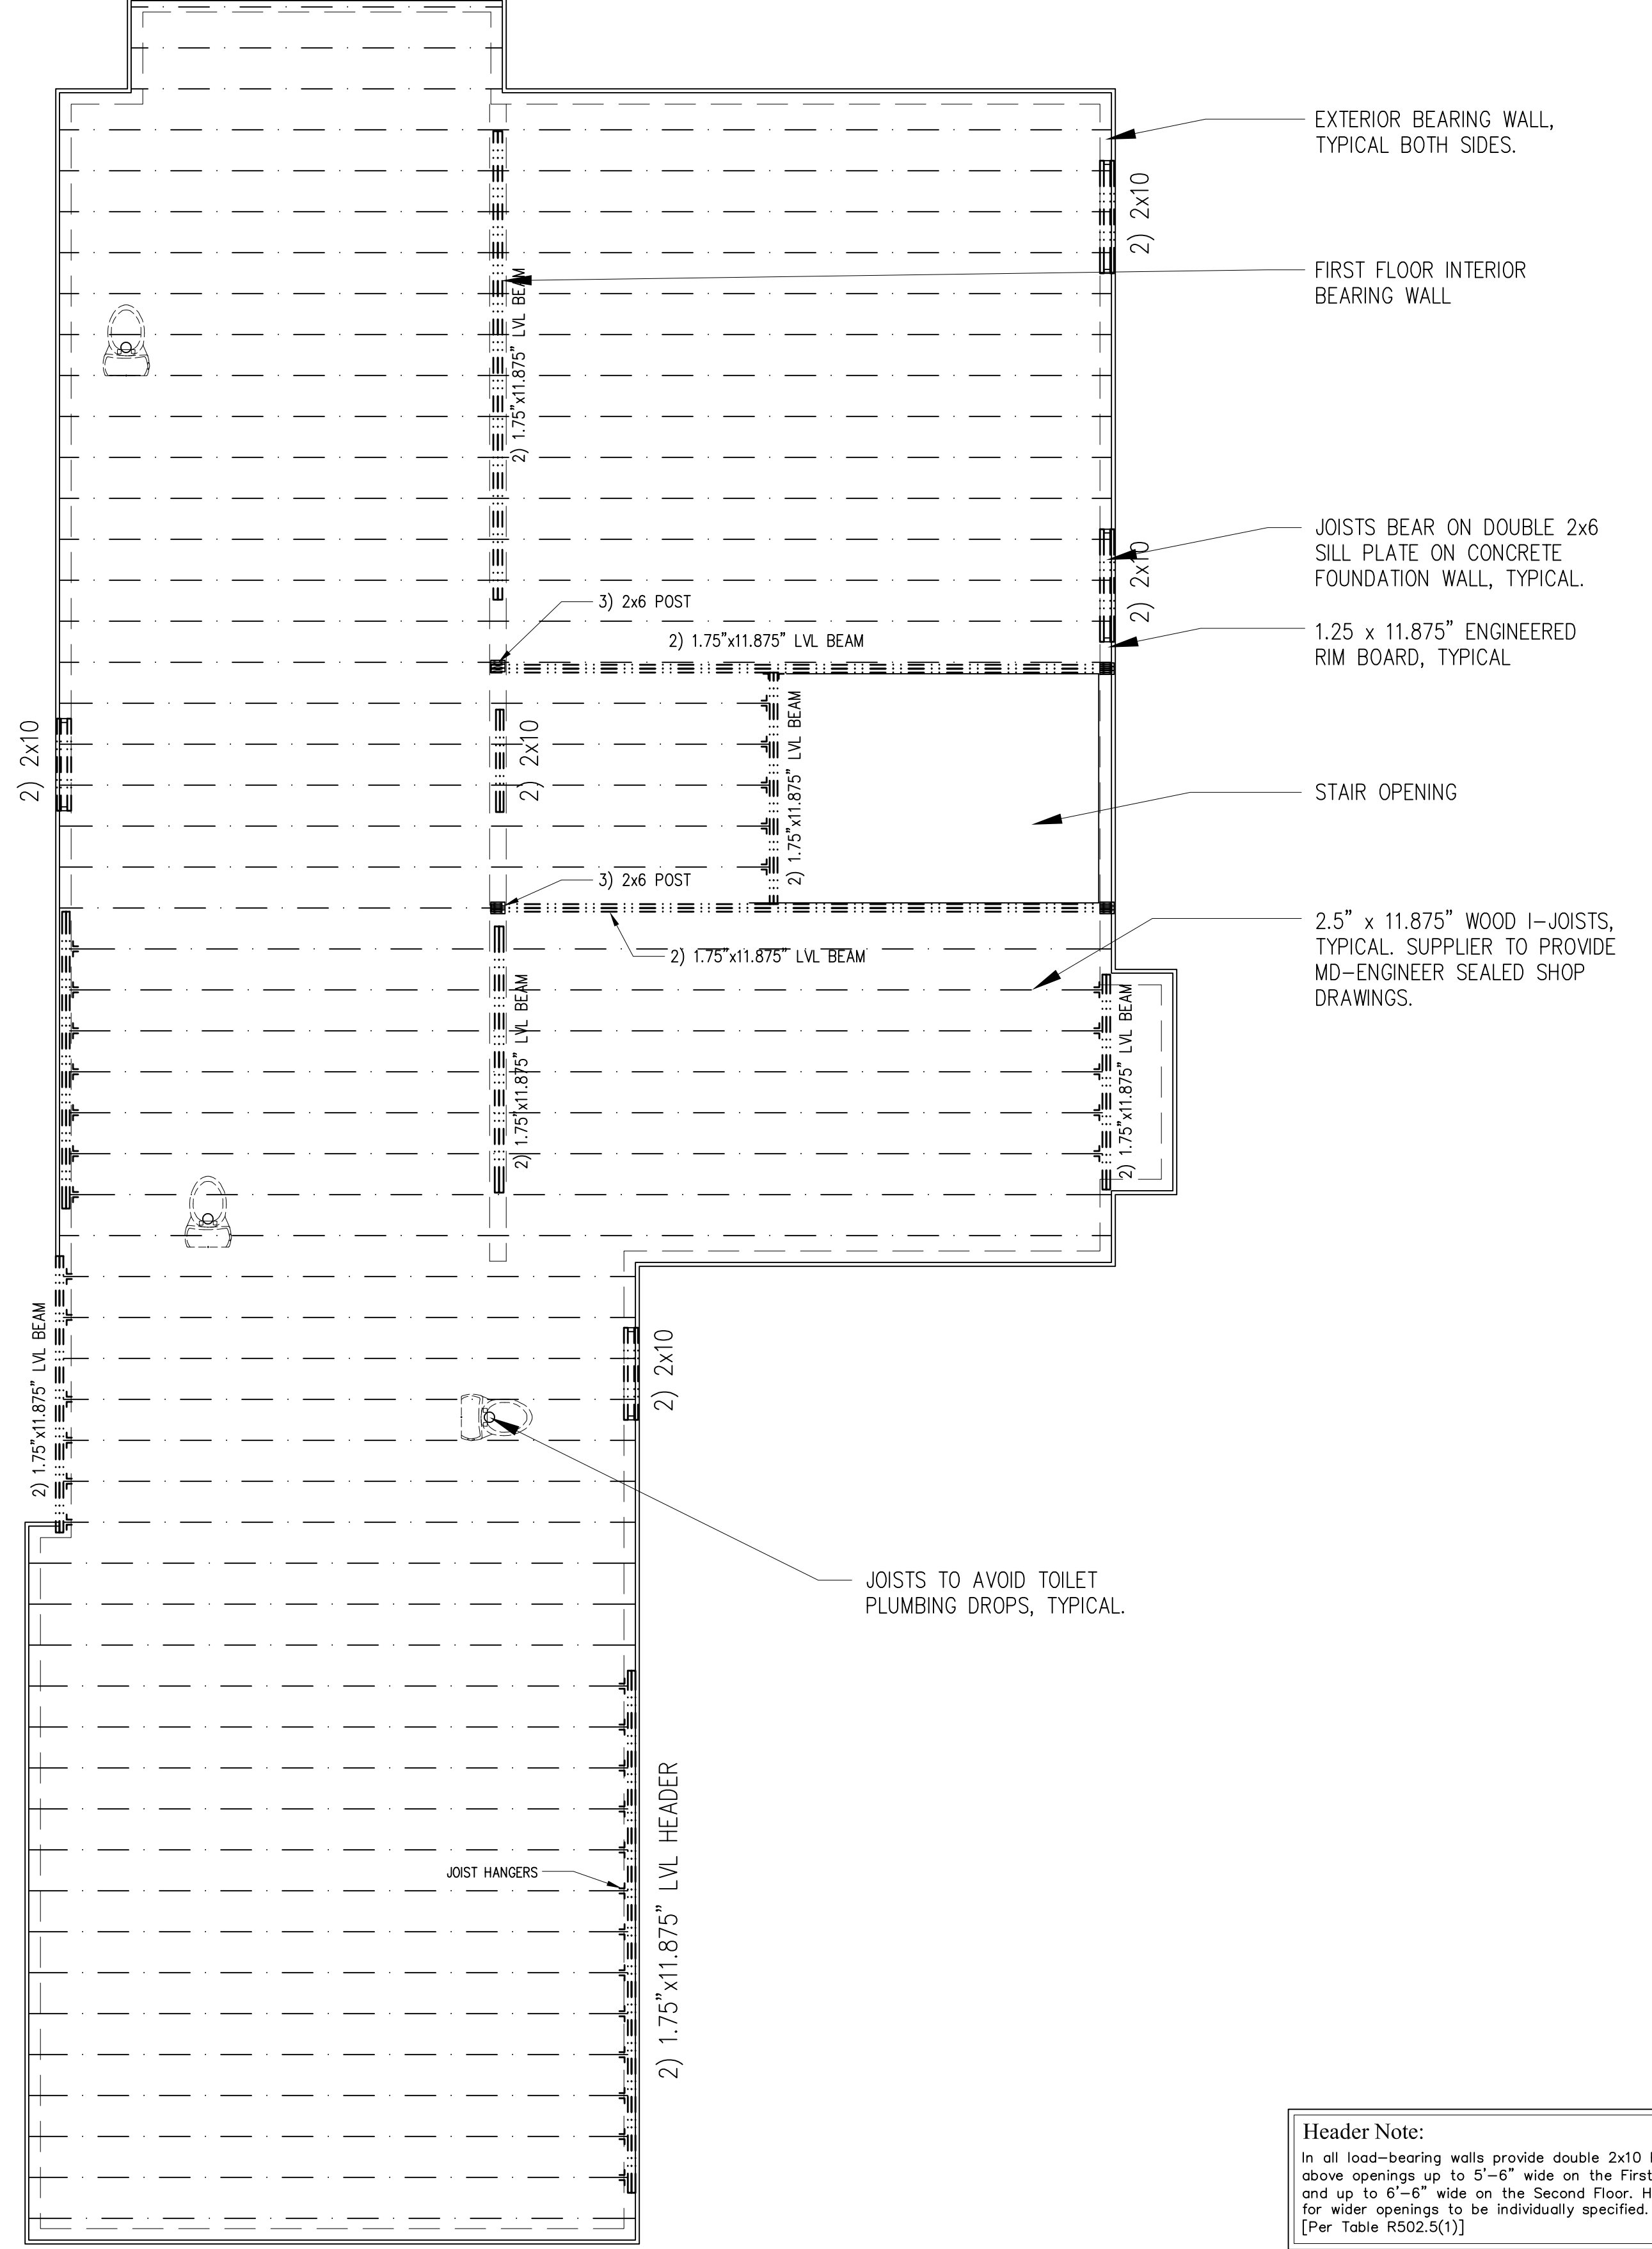 EXTERIOR BEARING WALL,
TYPICAL BOTH SIDES.
2) 2x10
FIRST FLOOR INTERIOR
BEARING WALL
2) 1.75"x11.875" LVL BEAM
JOISTS BEAR ON DOUBLE 2x6
SILL PLATE ON CONCRETE
FOUNDATION WALL, TYPICAL.
2) 2x10
3) 2x6 POST
1.25 x 11.875" ENGINEERED
RIM BOARD, TYPICAL
2) 1.75"x11.875" LVL BEAM
2) 2x10
2) 2x10
2) 1.75"x11.875" LVL BEAM
STAIR OPENING
3) 2x6 POST
2.5" x 11.875" WOOD I-JOISTS,
TYPICAL. SUPPLIER TO PROVIDE
MD-ENGINEER SEALED SHOP
DRAWINGS.
2) 1.75"x11.875" LVL BEAM
2) 1.75"x11.875" LVL BEAM
2) 1.75"x11.875" LVL BEAM
2) 1.75"x11.875" LVL BEAM
2) 2x10
JOISTS TO AVOID TOILET
PLUMBING DROPS, TYPICAL.
JOIST HANGERS
2) 1.75"x11.875" LVL HEADER
Header Note:
In all load-bearing walls provide double 2x10
above openings up to 5'-6" wide on the First
and up to 6'-6" wide on the Second Floor.
for wider openings to be individually specified.
[Per Table R502.5(1)]